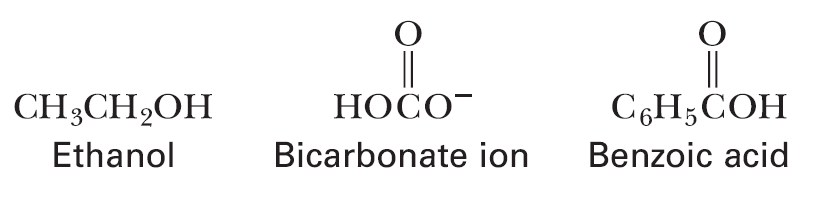 O O
|| ||
CH₃CH₂OH HOCO⁻ C₆H₅COH
Ethanol Bicarbonate ion Benzoic acid